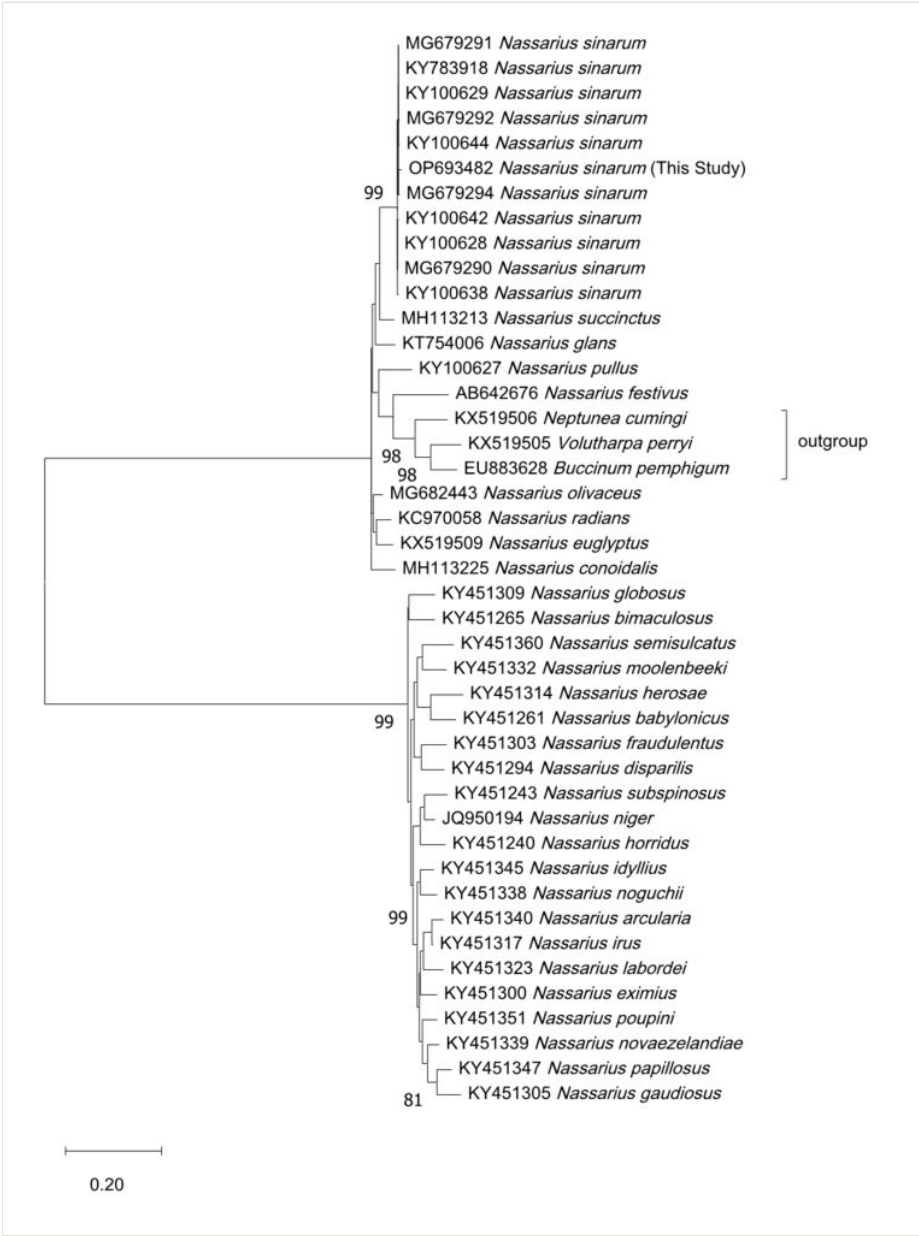 MG679291 Nassarius sinarum
KY783918 Nassarius sinarum
KY100629 Nassarius sinarum
MG679292 Nassarius sinarum
KY100644 Nassarius sinarum
OP693482 Nassarius sinarum (This Study)
99
MG679294 Nassarius sinarum
KY100642 Nassarius sinarum
KY100628 Nassarius sinarum
MG679290 Nassarius sinarum
KY100638 Nassarius sinarum
MH113213 Nassarius succinctus
KT754006 Nassarius glans
KY100627 Nassarius pullus
AB642676 Nassarius festivus
KX519506 Neptunea cumingi
KX519505 Volutharpa perryi
outgroup
98
EU883628 Buccinum pemphigum
98
MG682443 Nassarius olivaceus
KC970058 Nassarius radians
KX519509 Nassarius euglyptus
MH113225 Nassarius conoidalis
KY451309 Nassarius globosus
KY451265 Nassarius bimaculosus
KY451360 Nassarius semisulcatus
KY451332 Nassarius moolenbeeki
KY451314 Nassarius herosae
99
KY451261 Nassarius babylonicus
KY451303 Nassarius fraudulentus
KY451294 Nassarius disparilis
KY451243 Nassarius subspinosus
JQ950194 Nassarius niger
KY451240 Nassarius horridus
KY451345 Nassarius idyllius
KY451338 Nassarius noguchii
99
KY451340 Nassarius arcularia
KY451317 Nassarius irus
KY451323 Nassarius labordei
KY451300 Nassarius eximius
KY451351 Nassarius poupini
KY451339 Nassarius novaezelandiae
KY451347 Nassarius papillosus
KY451305 Nassarius gaudiosus
81
0.20